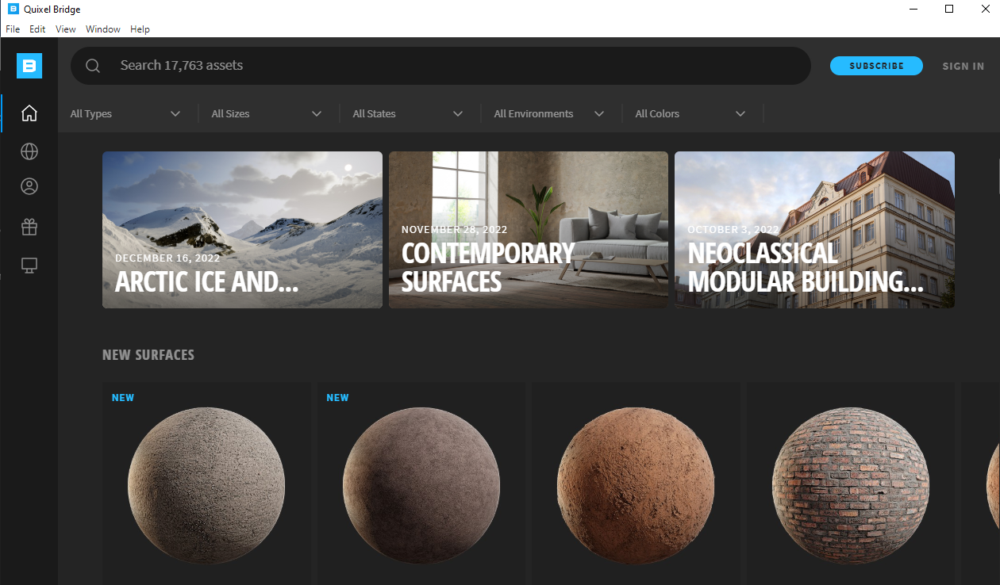 Quixel Bridge
File Edit View Window Help
Search 17,763 assets
SUBSCRIBE
SIGN IN
All Types
All Sizes
All States
All Environments
All Colors
DECEMBER 16, 2022
ARCTIC ICE AND...
NOVEMBER 28, 2022
CONTEMPORARY
SURFACES
OCTOBER 3, 2022
NEOCLASSICAL
MODULAR BUILDING...
NEW SURFACES
NEW
NEW